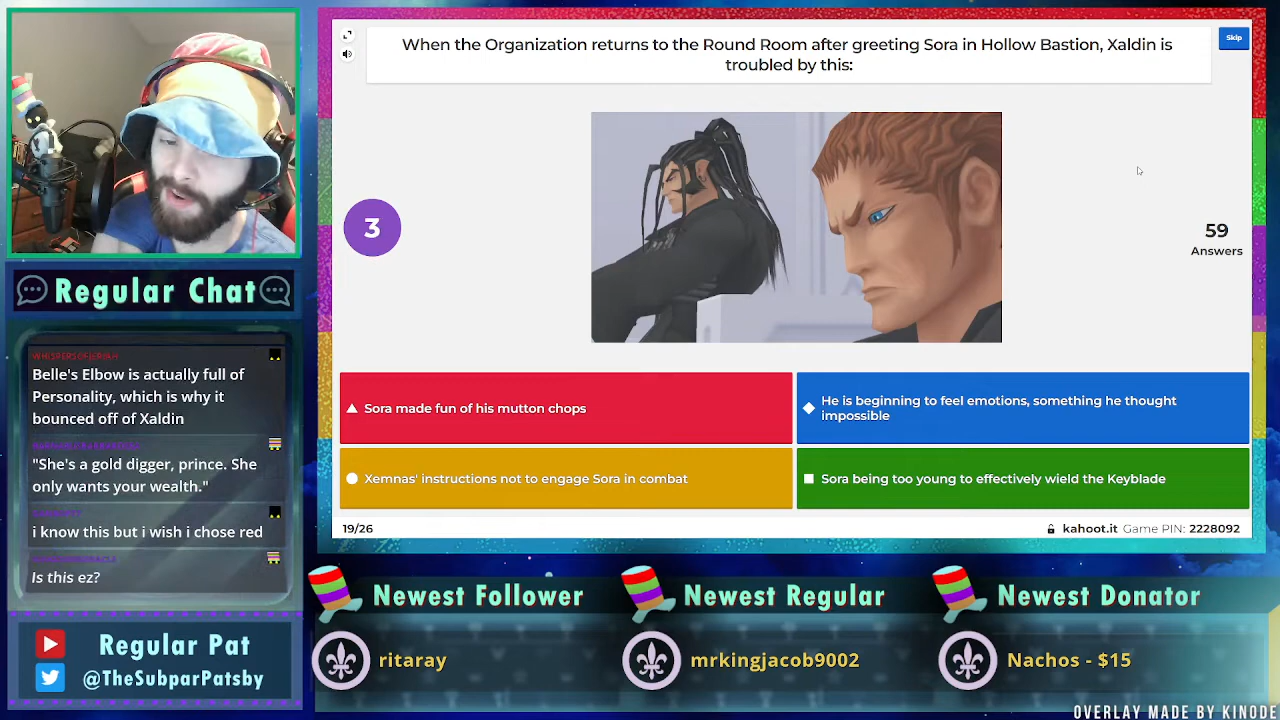 When the Organization returns to the Round Room after greeting Sora in Hollow Bastion, Xaldin is
troubled by this:
Skip
3
59
Answers
Sora made fun of his mutton chops
He is beginning to feel emotions, something he thought
impossible
Xemnas' instructions not to engage Sora in combat
Sora being too young to effectively wield the Keyblade
19/26
kahoot.it Game PIN: 2228092
Regular Chat
Belle's Elbow is actually full of
Personality, which is why it
bounced off of Xaldin
"She's a gold digger, prince. She
only wants your wealth."
i know this but i wish i chose red
Is this ez?
Regular Pat
@TheSubparPatsby
Newest Follower
ritaray
Newest Regular
mrkingjacob9002
Newest Donator
Nachos - $15
OVERLAY MADE BY KINODE